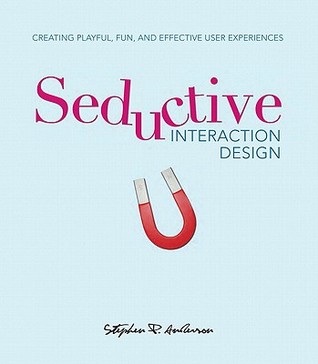 CREATING PLAYFUL, FUN, AND EFFECTIVE USER EXPERIENCES
Seductive
INTERACTION
DESIGN
Stephen P. Anderson